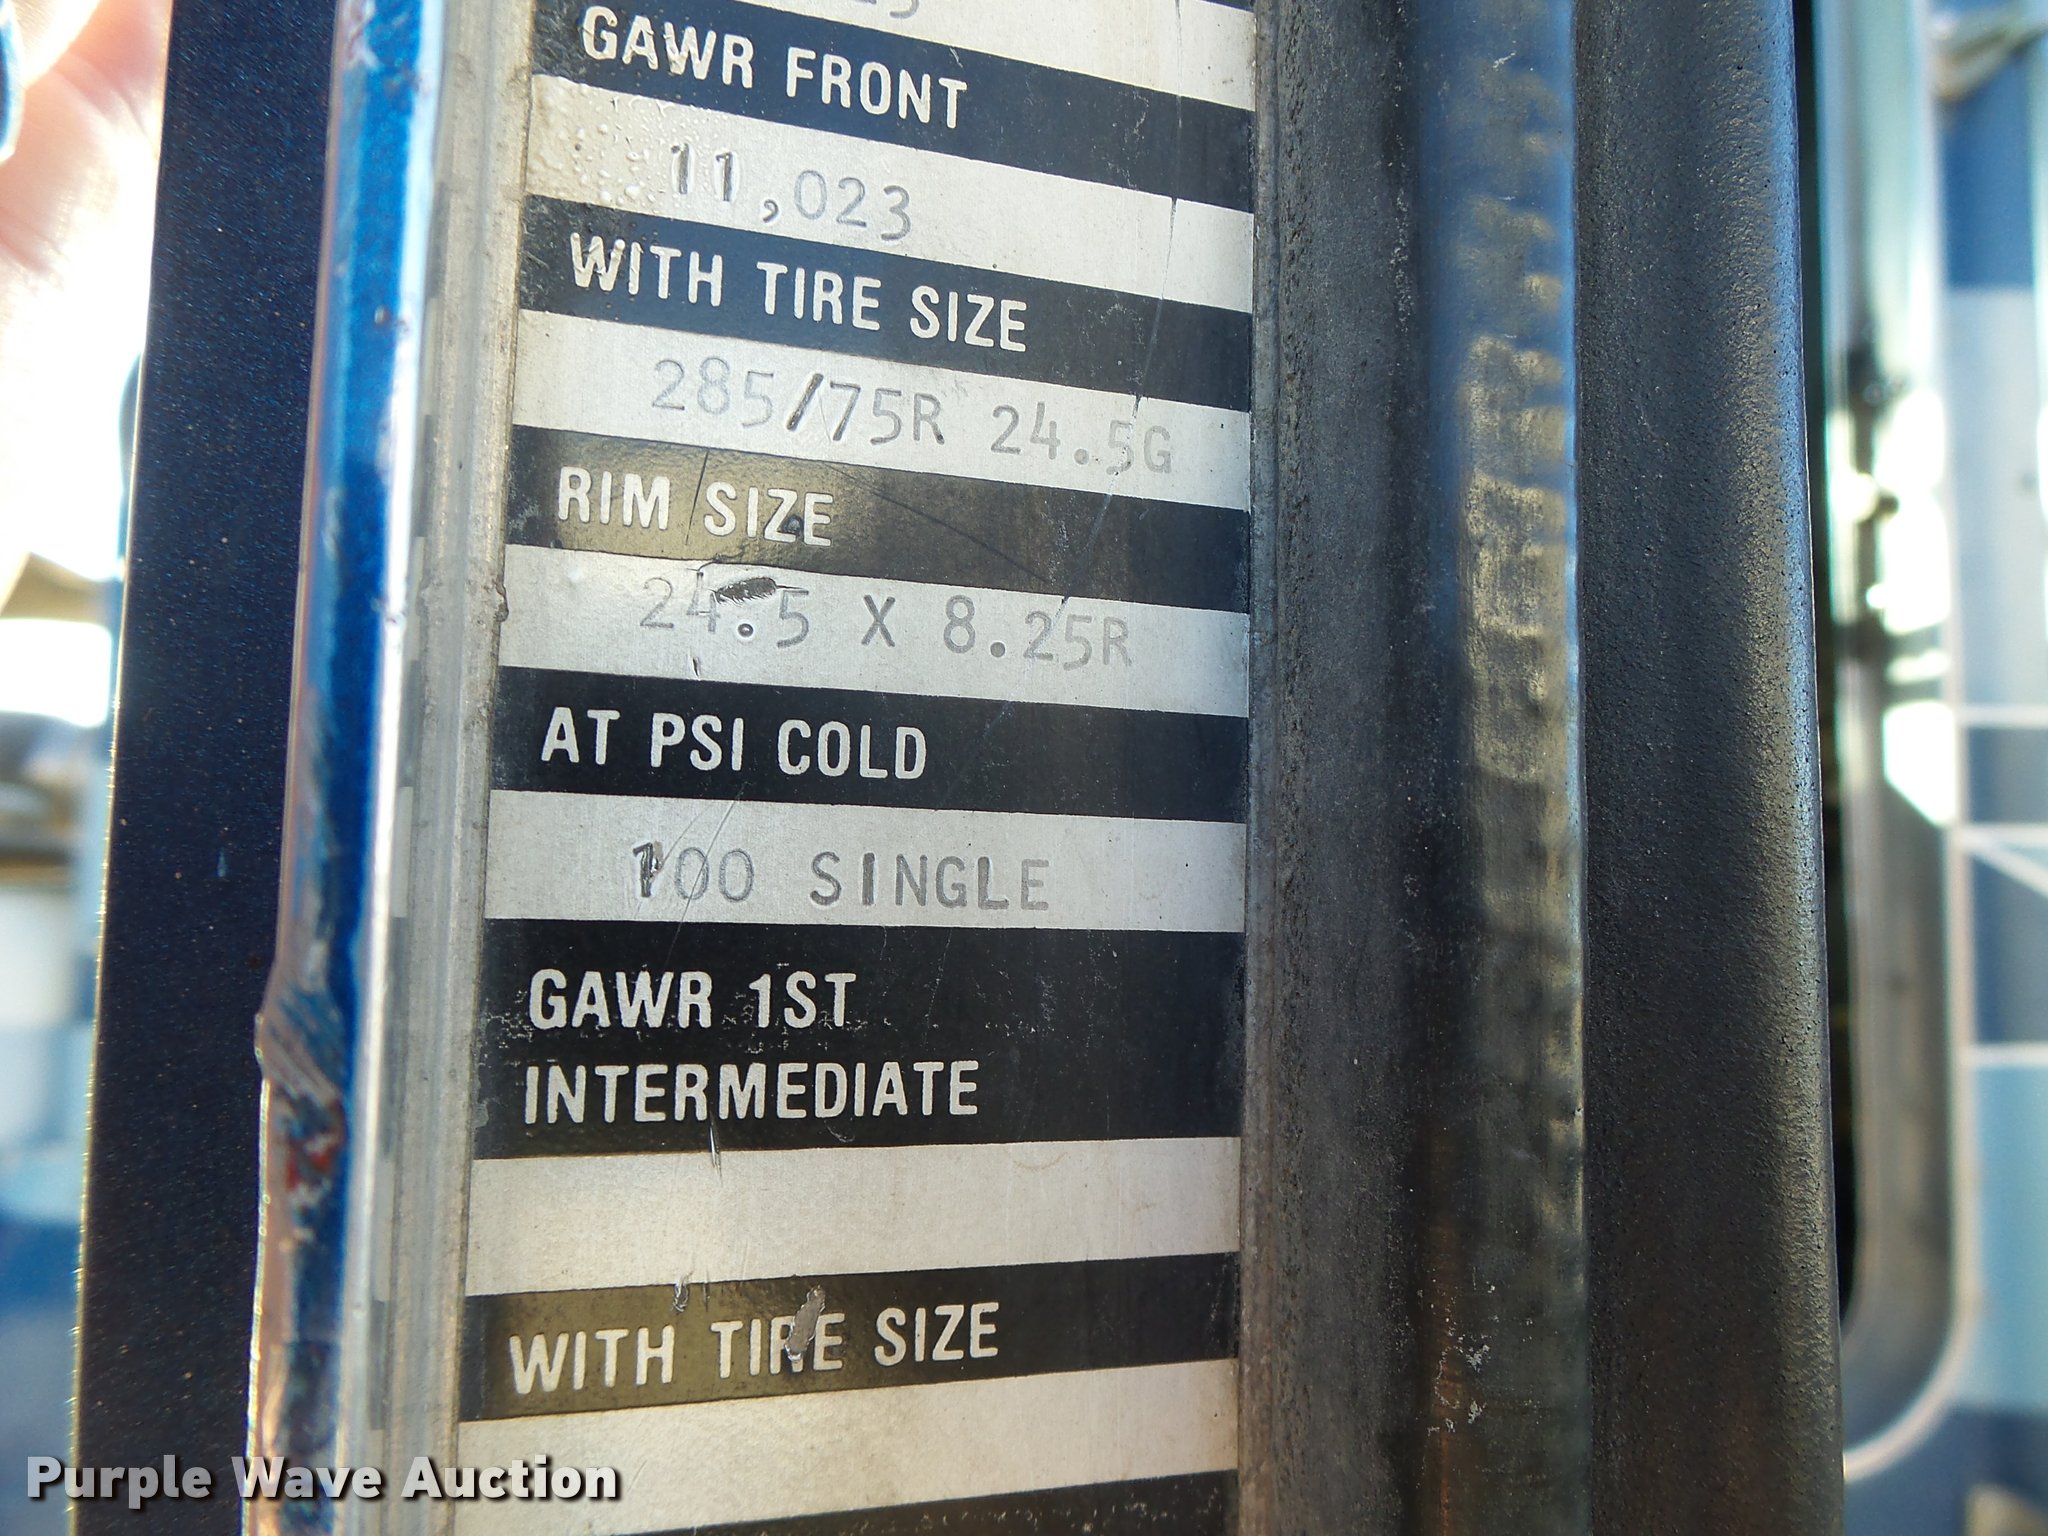 GAWR FRONT
11,023
WITH TIRE SIZE
285/75R 24.5G
RIM SIZE
24.5 X 8.25R
AT PSI COLD
100 SINGLE
GAWR 1ST
INTERMEDIATE
WITH TIRE SIZE
Purple Wave Auction